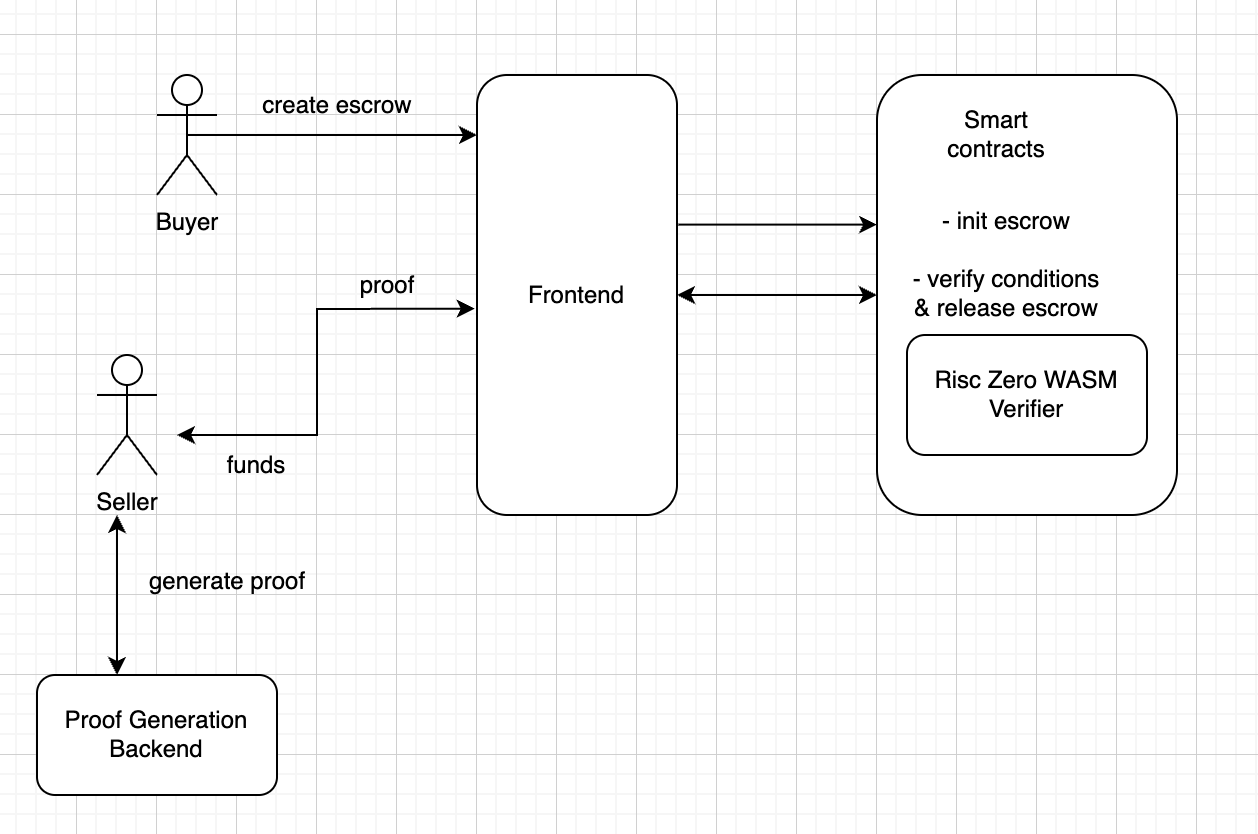 create escrow
Buyer
Smart
contracts
- init escrow
proof
Frontend
- verify conditions
& release escrow
Risc Zero WASM
Verifier
funds
Seller
generate proof
Proof Generation
Backend